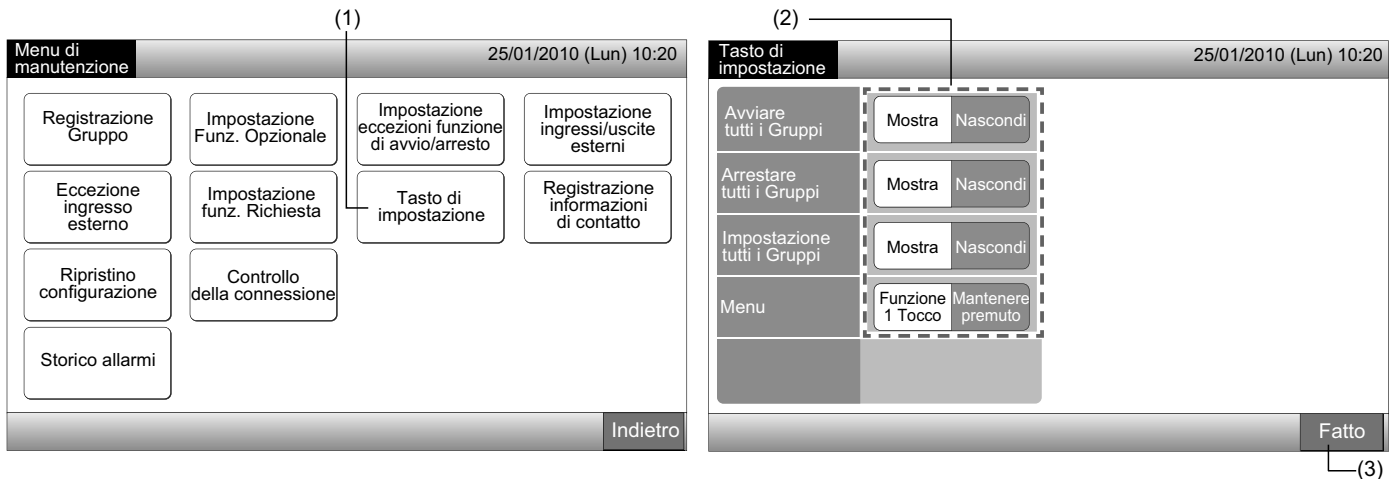 (1)
Menu di
manutenzione
25/01/2010 (Lun) 10:20
Registrazione
Gruppo
Impostazione
Funz. Opzionale
Impostazione
eccezioni funzione
di avvio/arresto
Impostazione
ingressi/uscite
esterni
Eccezione
ingresso
esterno
Impostazione
funz. Richiesta
Tasto di
impostazione
Registrazione
informazioni
di contatto
Ripristino
configurazione
Controllo
della connessione
Storico allarmi
Indietro
(2)
Tasto di
impostazione
25/01/2010 (Lun) 10:20
Avviare
tutti i Gruppi
Mostra
Nascondi
Arrestare
tutti i Gruppi
Mostra
Nascondi
Impostazione
tutti i Gruppi
Mostra
Nascondi
Menu
Funzione
1 Tocco
Mantenere
premuto
Fatto
(3)